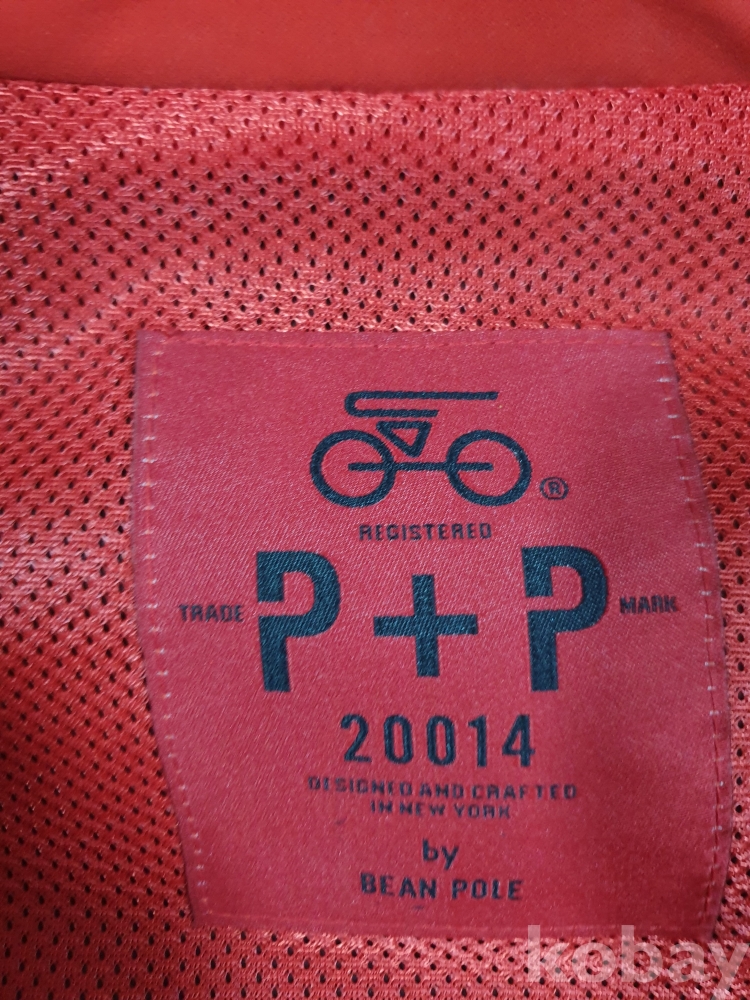 ®
REGISTERED
TRADE P+P MARK
20014
DESIGNED AND CRAFTED
IN NEW YORK
by
BEAN POLE
kobay